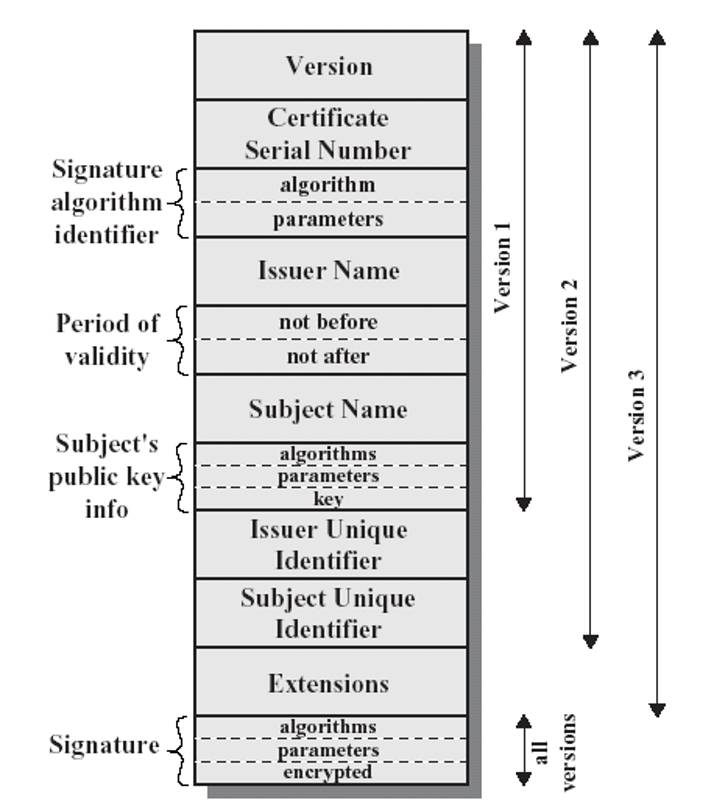 Version
Certificate
Serial Number
Signature
algorithm
identifier
algorithm
parameters
Issuer Name
Period of
validity
not before
not after
Subject Name
Subject's
public key
info
algorithms
parameters
key
Issuer Unique
Identifier
Subject Unique
Identifier
Extensions
Signature
algorithms
parameters
encrypted
Version 1
Version 2
Version 3
all
versions